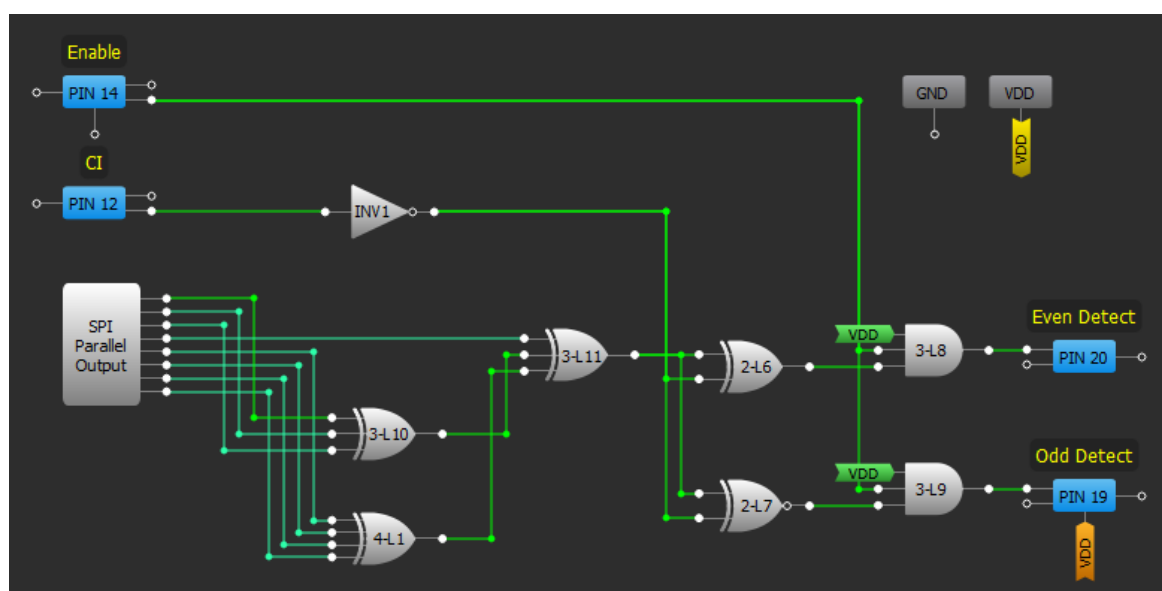 Enable
PIN 14
GND
VDD
VDD
CI
PIN 12
INV1
SPI
Parallel
Output
3-L11
2-L6
VDD
3-L8
Even Detect
PIN 20
3-L10
4-L1
2-L7
VDD
3-L9
Odd Detect
PIN 19
VDD